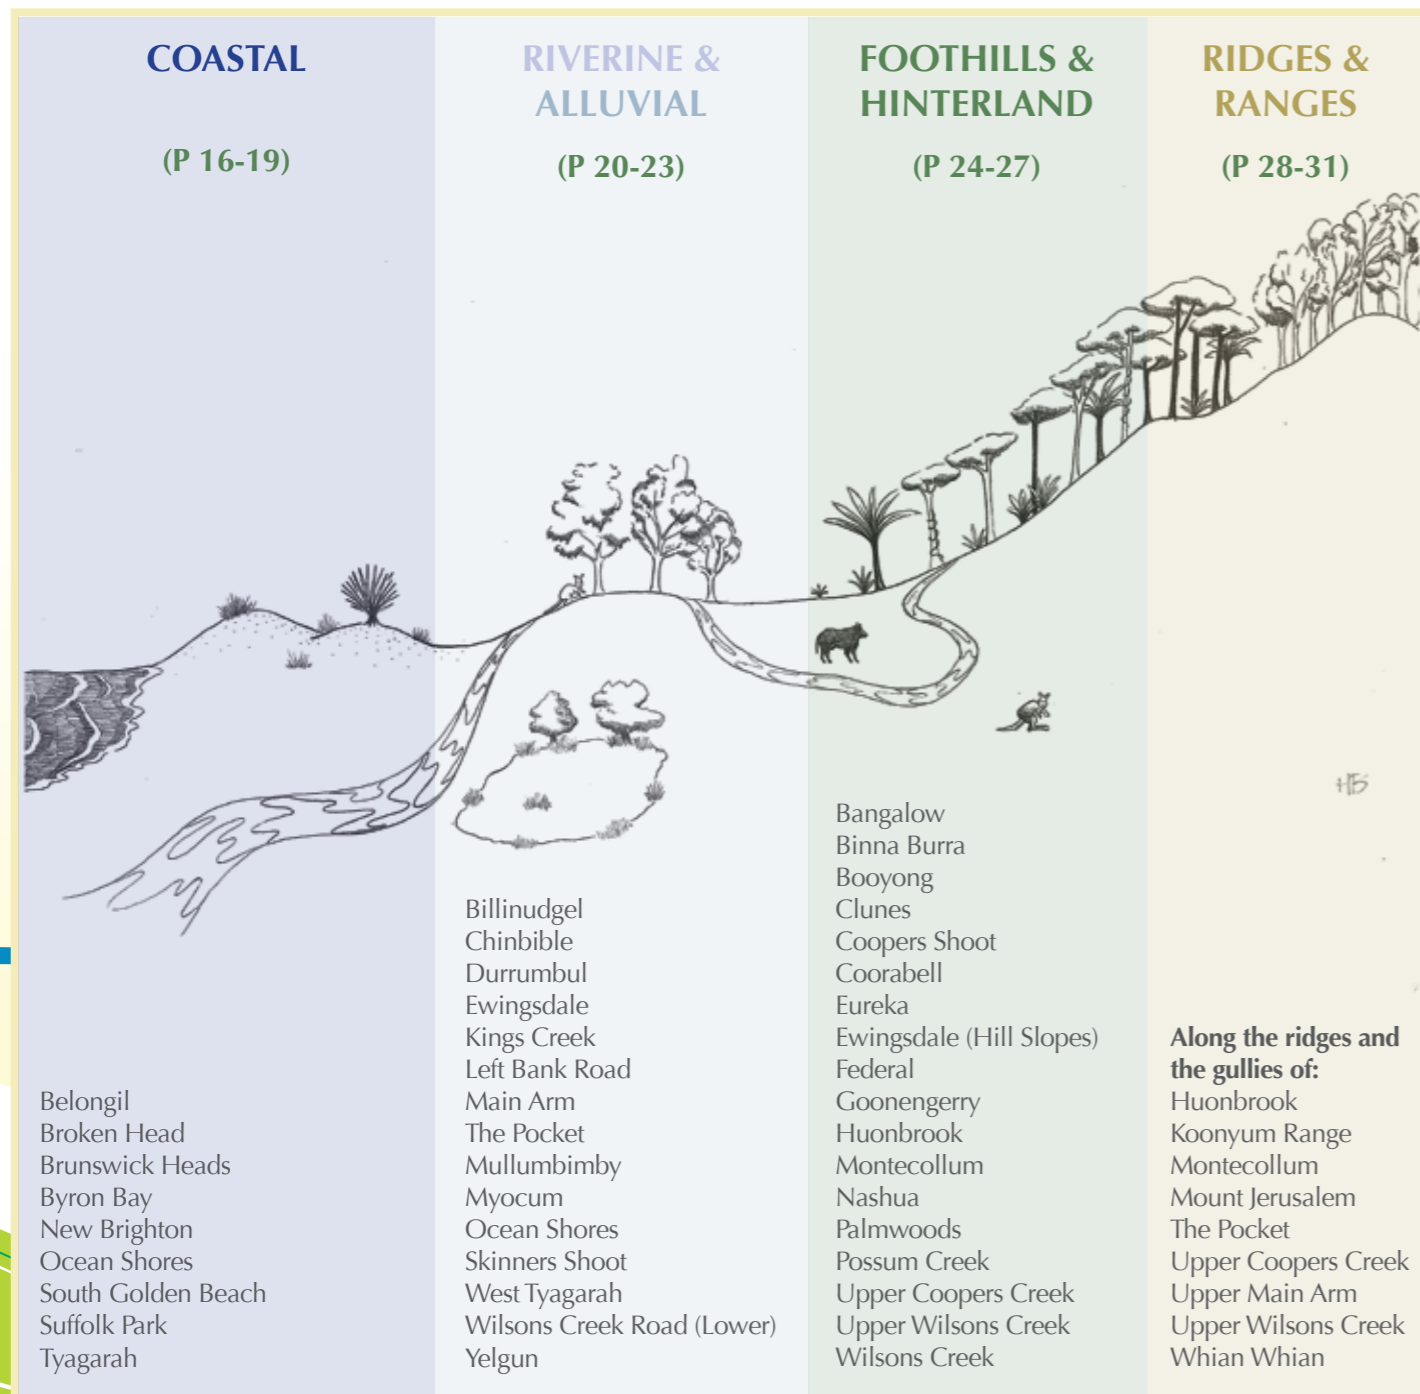 COASTAL
(P 16-19)
Belongil
Broken Head
Brunswick Heads
Byron Bay
New Brighton
Ocean Shores
South Golden Beach
Suffolk Park
Tyagarah
RIVERINE &
ALLUVIAL
(P 20-23)
Billinudgel
Chinbible
Durrumbul
Ewingsdale
Kings Creek
Left Bank Road
Main Arm
The Pocket
Mullumbimby
Myocum
Ocean Shores
Skinners Shoot
West Tyagarah
Wilsons Creek Road (Lower)
Yelgun
FOOTHILLS &
HINTERLAND
(P 24-27)
Bangalow
Binna Burra
Booyong
Clunes
Coopers Shoot
Coorabell
Eureka
Ewingsdale (Hill Slopes)
Federal
Goonengerry
Huonbrook
Montecollum
Nashua
Palmwoods
Possum Creek
Upper Coopers Creek
Upper Wilsons Creek
Wilsons Creek
RIDGES &
RANGES
(P 28-31)
Along the ridges and
the gullies of:
Huonbrook
Koonyum Range
Montecollum
Mount Jerusalem
The Pocket
Upper Coopers Creek
Upper Main Arm
Upper Wilsons Creek
Whian Whian